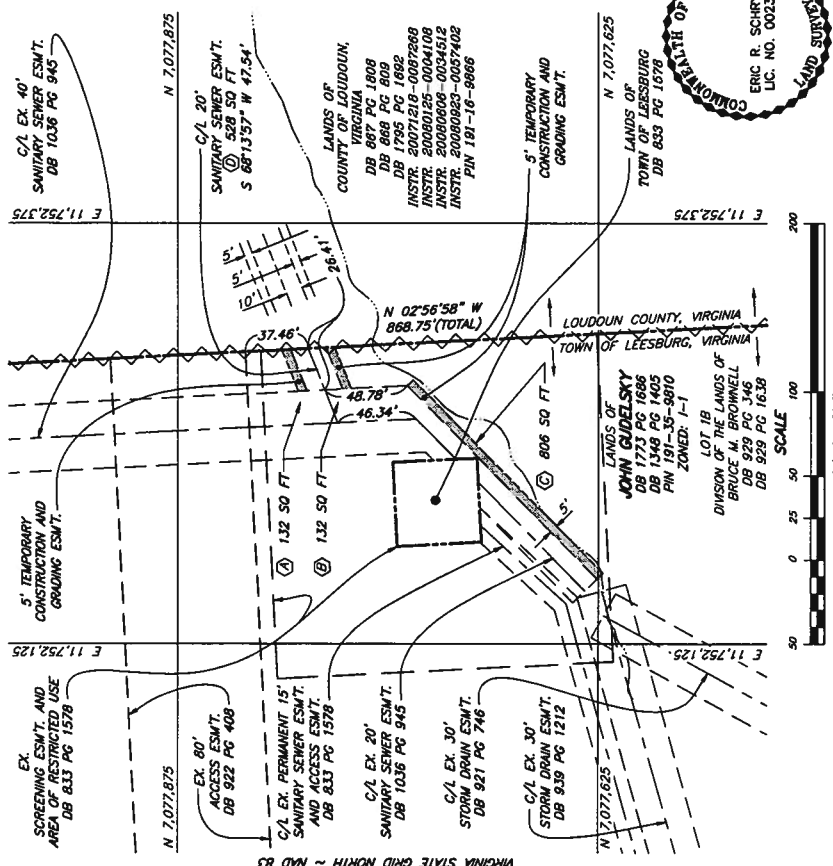 EX.
SCREENING ESM'T. AND
AREA OF RESTRICTED USE
DB 833 PG 1578
5' TEMPORARY
CONSTRUCTION AND
GRADING ESM'T.
C/L EX. 40'
SANITARY SEWER ESM'T.
DB 1036 PG 945
N 7,077,875
N 7,077,875
EX. 80'
ACCESS ESM'T.
DB 922 PG 408
C/L EX. PERMANENT 15'
SANITARY SEWER ESM'T.
AND ACCESS ESM'T.
DB 833 PG 1578
C/L EX. 20'
SANITARY SEWER ESM'T.
DB 1036 PG 945
C/L EX. 30'
STORM DRAIN ESM'T.
DB 921 PG 746
C/L EX. 30'
STORM DRAIN ESM'T.
DB 939 PG 1212
A 132 SQ FT
B 132 SQ FT
C 806 SQ FT
37.46'
48.78'
46.34'
5'
5'
5'
10'
26.41'
C/L 20'
SANITARY SEWER ESM'T.
D 528 SQ FT
S 68°13'57" W 47.54'
N 02°56'58" W
868.75'(TOTAL)
LANDS OF
COUNTY OF LOUDOUN,
VIRGINIA
DB 867 PG 1808
DB 868 PG 809
DB 1795 PG 1692
INSTR. 20071218-0087268
INSTR. 20080125-0004108
INSTR. 20080606-0034512
INSTR. 20080923-0057402
PIN 191-16-9866
5' TEMPORARY
CONSTRUCTION AND
GRADING ESM'T.
LOUDOUN COUNTY, VIRGINIA
TOWN OF LEESBURG, VIRGINIA
LANDS OF
TOWN OF LEESBURG
DB 833 PG 1678
LANDS OF
JOHN GUDELSKY
DB 1773 PG 1686
DB 1348 PG 1405
PIN 191-35-9810
ZONED: I-1
LOT 1B
DIVISION OF THE LANDS OF
BRUCE M. BROWNELL
DB 929 PG 346
DB 929 PG 1638
E 11,752,125
E 11,752,125
E 11,752,375
E 11,752,375
N 7,077,625
N 7,077,625
COMMONWEALTH OF
ERIC R. SCHR
LIC. NO. 0023
LAND SURVEY
SCALE
50 0 25 50 100 200
VIRGINIA STATE GRID NORTH ~ NAD 83